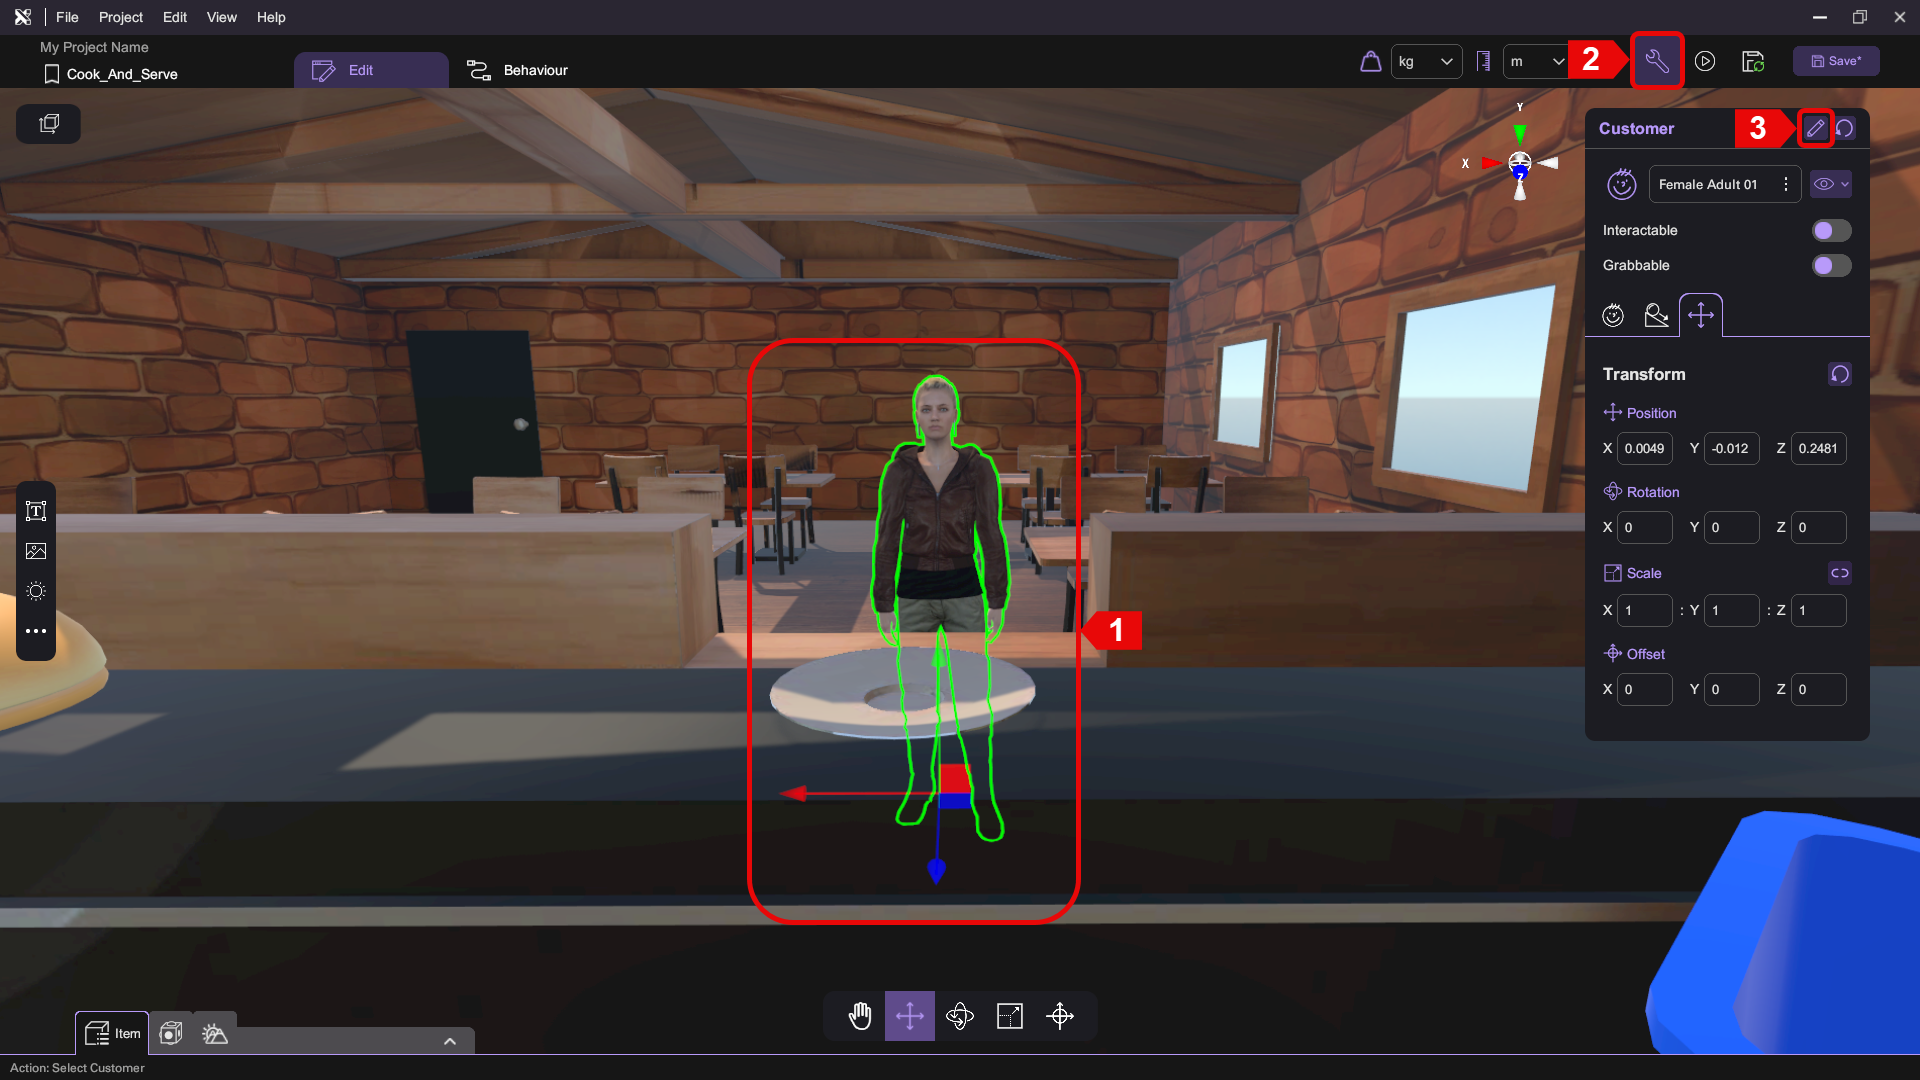 File Project Edit View Help
My Project Name
Cook_And_Serve
Edit
Behaviour
kg
m
2
Save*
Y
X
Z
Customer
3
Female Adult 01
Interactable
Grabbable
Transform
Position
X 0.0049 Y -0.012 Z 0.2481
Rotation
X 0 Y 0 Z 0
Scale
X 1 : Y 1 : Z 1
Offset
X 0 Y 0 Z 0
T
1
Item
Action: Select Customer